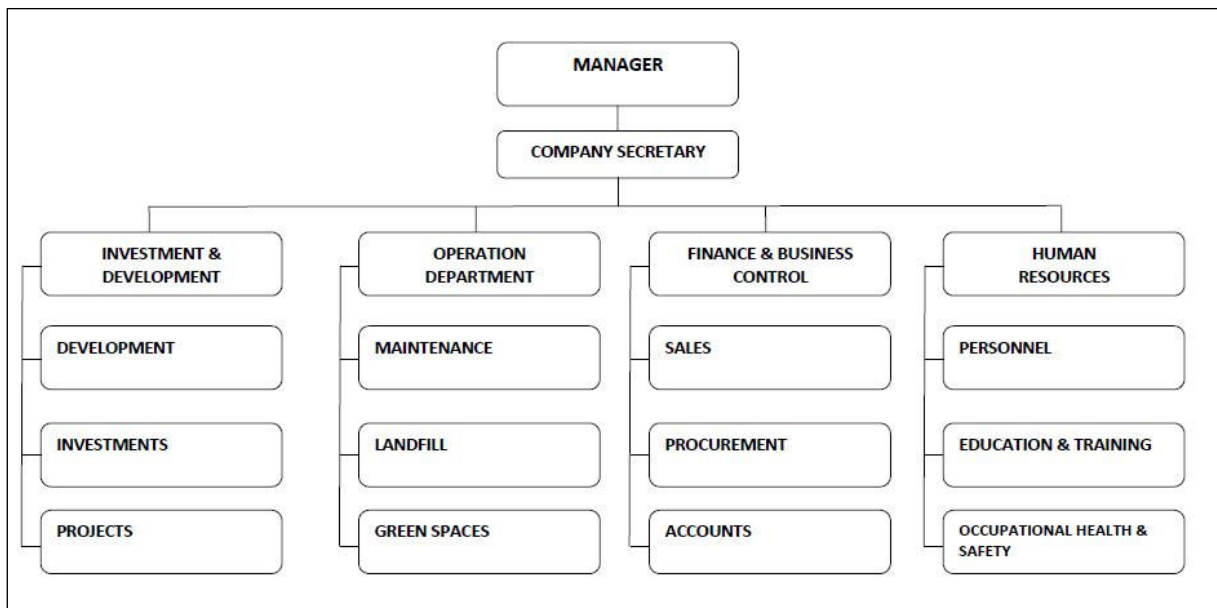 MANAGER
COMPANY SECRETARY
INVESTMENT &
DEVELOPMENT
OPERATION
DEPARTMENT
FINANCE & BUSINESS
CONTROL
HUMAN
RESOURCES
DEVELOPMENT
MAINTENANCE
SALES
PERSONNEL
INVESTMENTS
LANDFILL
PROCUREMENT
EDUCATION & TRAINING
PROJECTS
GREEN SPACES
ACCOUNTS
OCCUPATIONAL HEALTH &
SAFETY